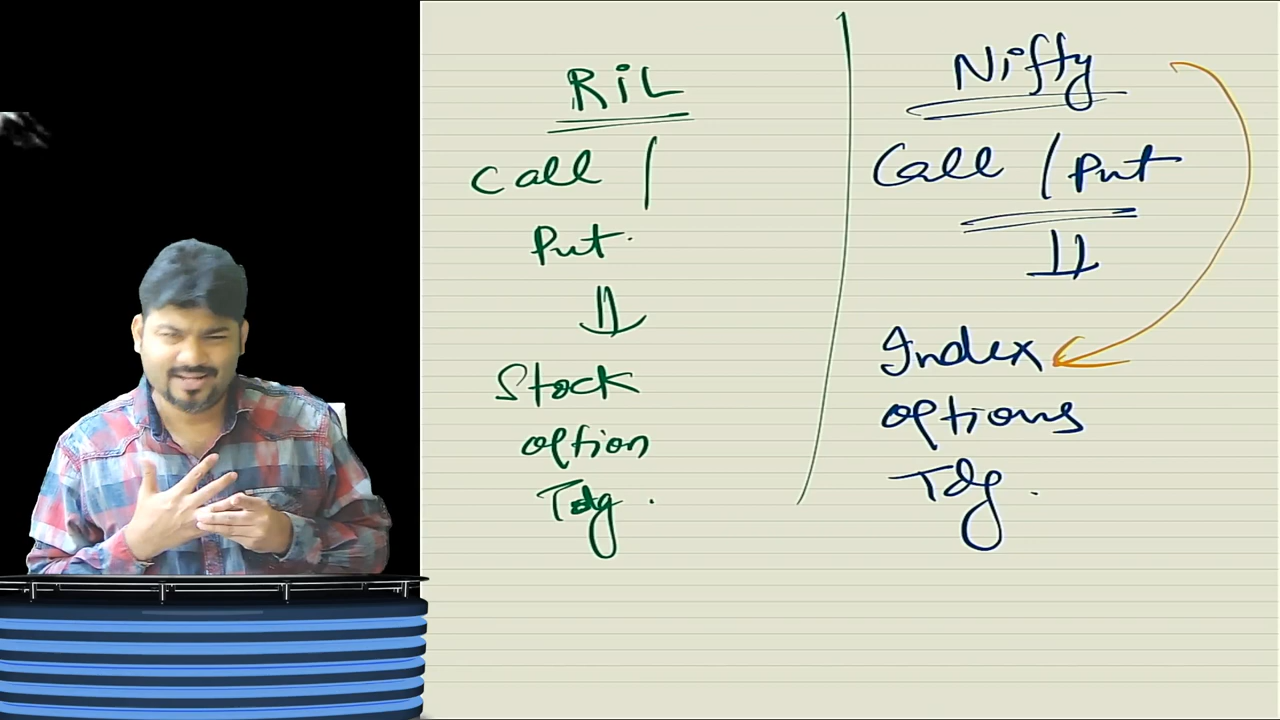 RiL
Call /
Put.
Stock
option
Tdg.
Nifty
Call / Put
Index
options
Tdg.